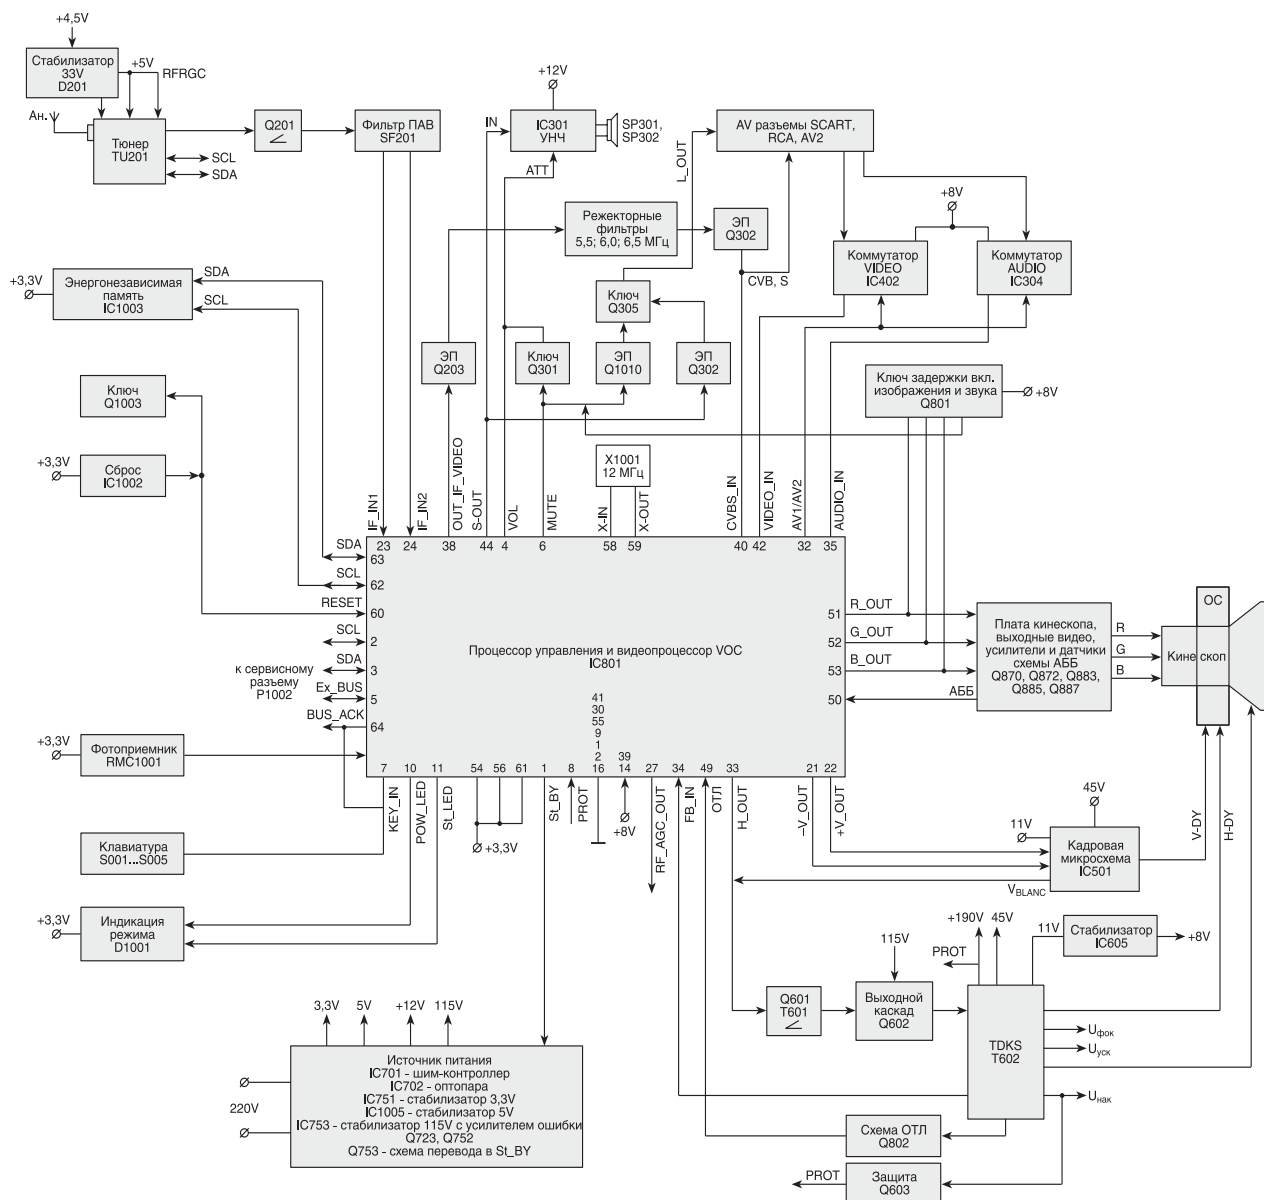 +4,5V
Стабилизатор
33V
D201
+5V
RFRGC
Ан.
Тюнер
TU201
SCL
SDA
Q201
Фильтр ПАВ
SF201
+12V
IN
IC301
УНЧ
SP301,
SP302
ATT
L_OUT
AV разъемы SCART,
RCA, AV2
+8V
Режекторные
фильтры
5,5; 6,0; 6,5 МГц
ЭП
Q302
CVB, S
Коммутатор
VIDEO
IC402
Коммутатор
AUDIO
IC304
+3,3V
Энергонезависимая
память
IC1003
SDA
SCL
Ключ
Q305
ЭП
Q203
Ключ
Q301
ЭП
Q1010
ЭП
Q302
Ключ
Q1003
Ключ задержки вкл.
изображения и звука
Q801
+8V
+3,3V
Сброс
IC1002
X1001
12 МГц
IF_IN1
IF_IN2
OUT_IF_VIDEO
S-OUT
VOL
MUTE
X-IN
X-OUT
CVBS_IN
VIDEO_IN
AV1/AV2
AUDIO_IN
23
24
38
44
4
6
58
59
40
42
32
35
SDA
63
SCL
62
RESET
60
SCL
2
SDA
3
Ex_BUS
5
BUS_ACK
64
к сервисному
разъему
P1002
Процессор управления и видеопроцессор VOC
IC801
41
30
55
9
1
2
39
51
R_OUT
52
G_OUT
53
B_OUT
50
АББ
Плата кинескопа,
выходные видео,
усилители и датчики
схемы АББ
Q870, Q872, Q883,
Q885, Q887
R
G
B
ОС
Кинескоп
+3,3V
Фотоприемник
RMC1001
7
10
11
54
56
61
1
8
16
14
27
34
49
33
21
22
KEY_IN
POW_LED
St_LED
+3,3V
St_BY
PROT
+8V
RF_AGC_OUT
FB_IN
ОТЛ
H_OUT
–V_OUT
+V_OUT
Клавиатура
S001...S005
+3,3V
Индикация
режима
D1001
45V
11V
Кадровая
микросхема
IC501
V-DY
H-DY
VBLANC
+190V
45V
11V
Стабилизатор
IC605
+8V
PROT
115V
Q601
T601
Выходной
каскад
Q602
TDKS
T602
Uфок
Uуск
Uнак
3,3V
5V
+12V
115V
220V
Источник питания
IC701 - шим-контроллер
IC702 - оптопара
IC751 - стабилизатор 3,3V
IC1005 - стабилизатор 5V
IC753 - стабилизатор 115V с усилителем ошибки
Q723, Q752
Q753 - схема перевода в St_BY
Схема ОТЛ
Q802
PROT
Защита
Q603